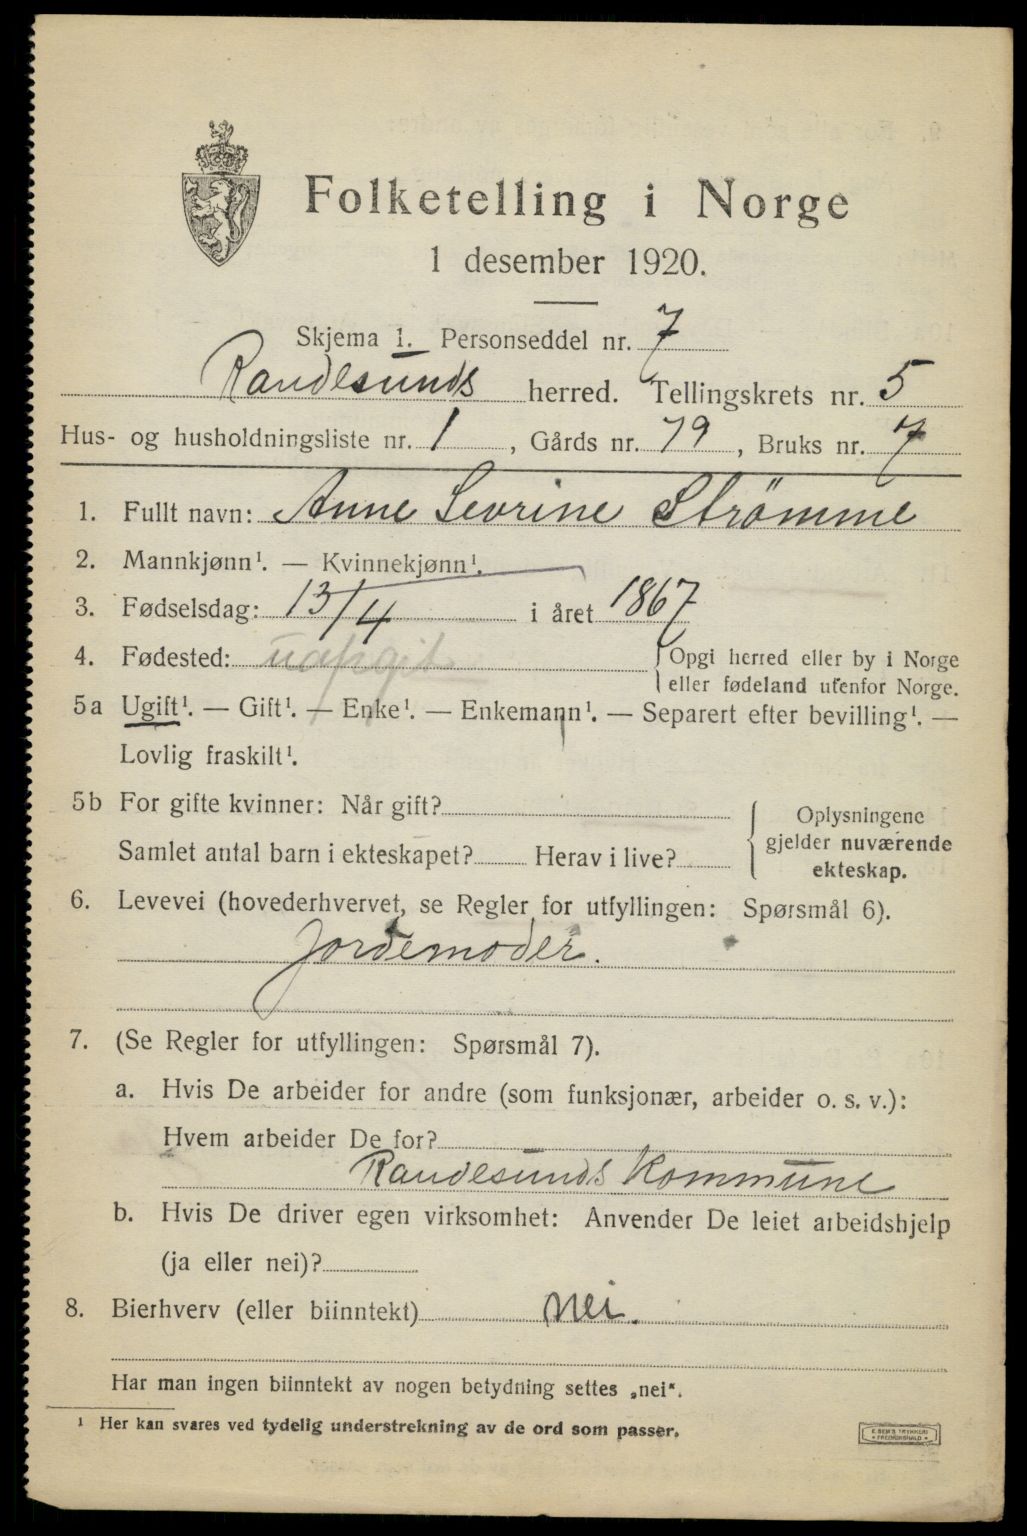 Folketelling i Norge
1 desember 1920.
Skjema 1. Personseddel nr. 7
Randesunds herred. Tellingskrets nr. 5
Hus- og husholdningsliste nr. 1, Gårds nr. 79, Bruks nr. 7
1. Fullt navn: Anne Sevrine Strömme
2. Mannkjønn¹. — Kvinnekjønn¹.
3. Fødselsdag: 13/4 i året 1867
4. Fødested: uopgit { Opgi herred eller by i Norge
eller fødeland utenfor Norge.
5a Ugift¹. — Gift¹. — Enke¹. — Enkemann¹. — Separert efter bevilling¹. —
Lovlig fraskilt¹.
5b For gifte kvinner: Når gift?
Samlet antal barn i ekteskapet? Herav i live?
{ Oplysningene
gjelder nuværende
ekteskap.
6. Levevei (hovederhvervet, se Regler for utfyllingen: Spørsmål 6).
Jordemoder.
7. (Se Regler for utfyllingen: Spørsmål 7).
a. Hvis De arbeider for andre (som funksjonær, arbeider o. s. v.):
Hvem arbeider De for?
Randesunds Kommune
b. Hvis De driver egen virksomhet: Anvender De leiet arbeidshjelp
(ja eller nei)?
8. Bierhverv (eller biinntekt) nei.
Har man ingen biinntekt av nogen betydning settes „nei".
¹ Her kan svares ved tydelig understrekning av de ord som passer.
E. SEM'S TRYKKERI
FREDRIKSHALD